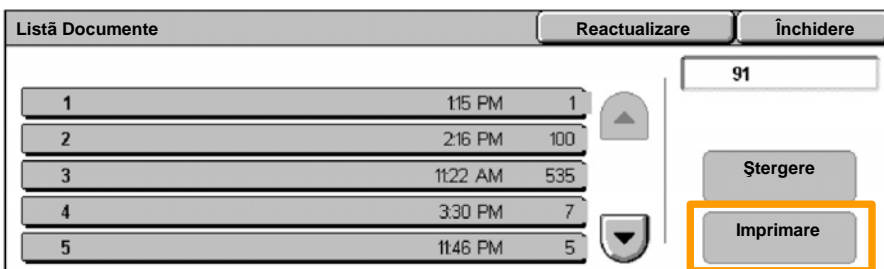 Listã Documente Reactualizare Închidere
91
1 1:15 PM 1
2 2:16 PM 100
3 11:22 AM 535
Ştergere
4 3:30 PM 7
Imprimare
5 11:46 PM 5